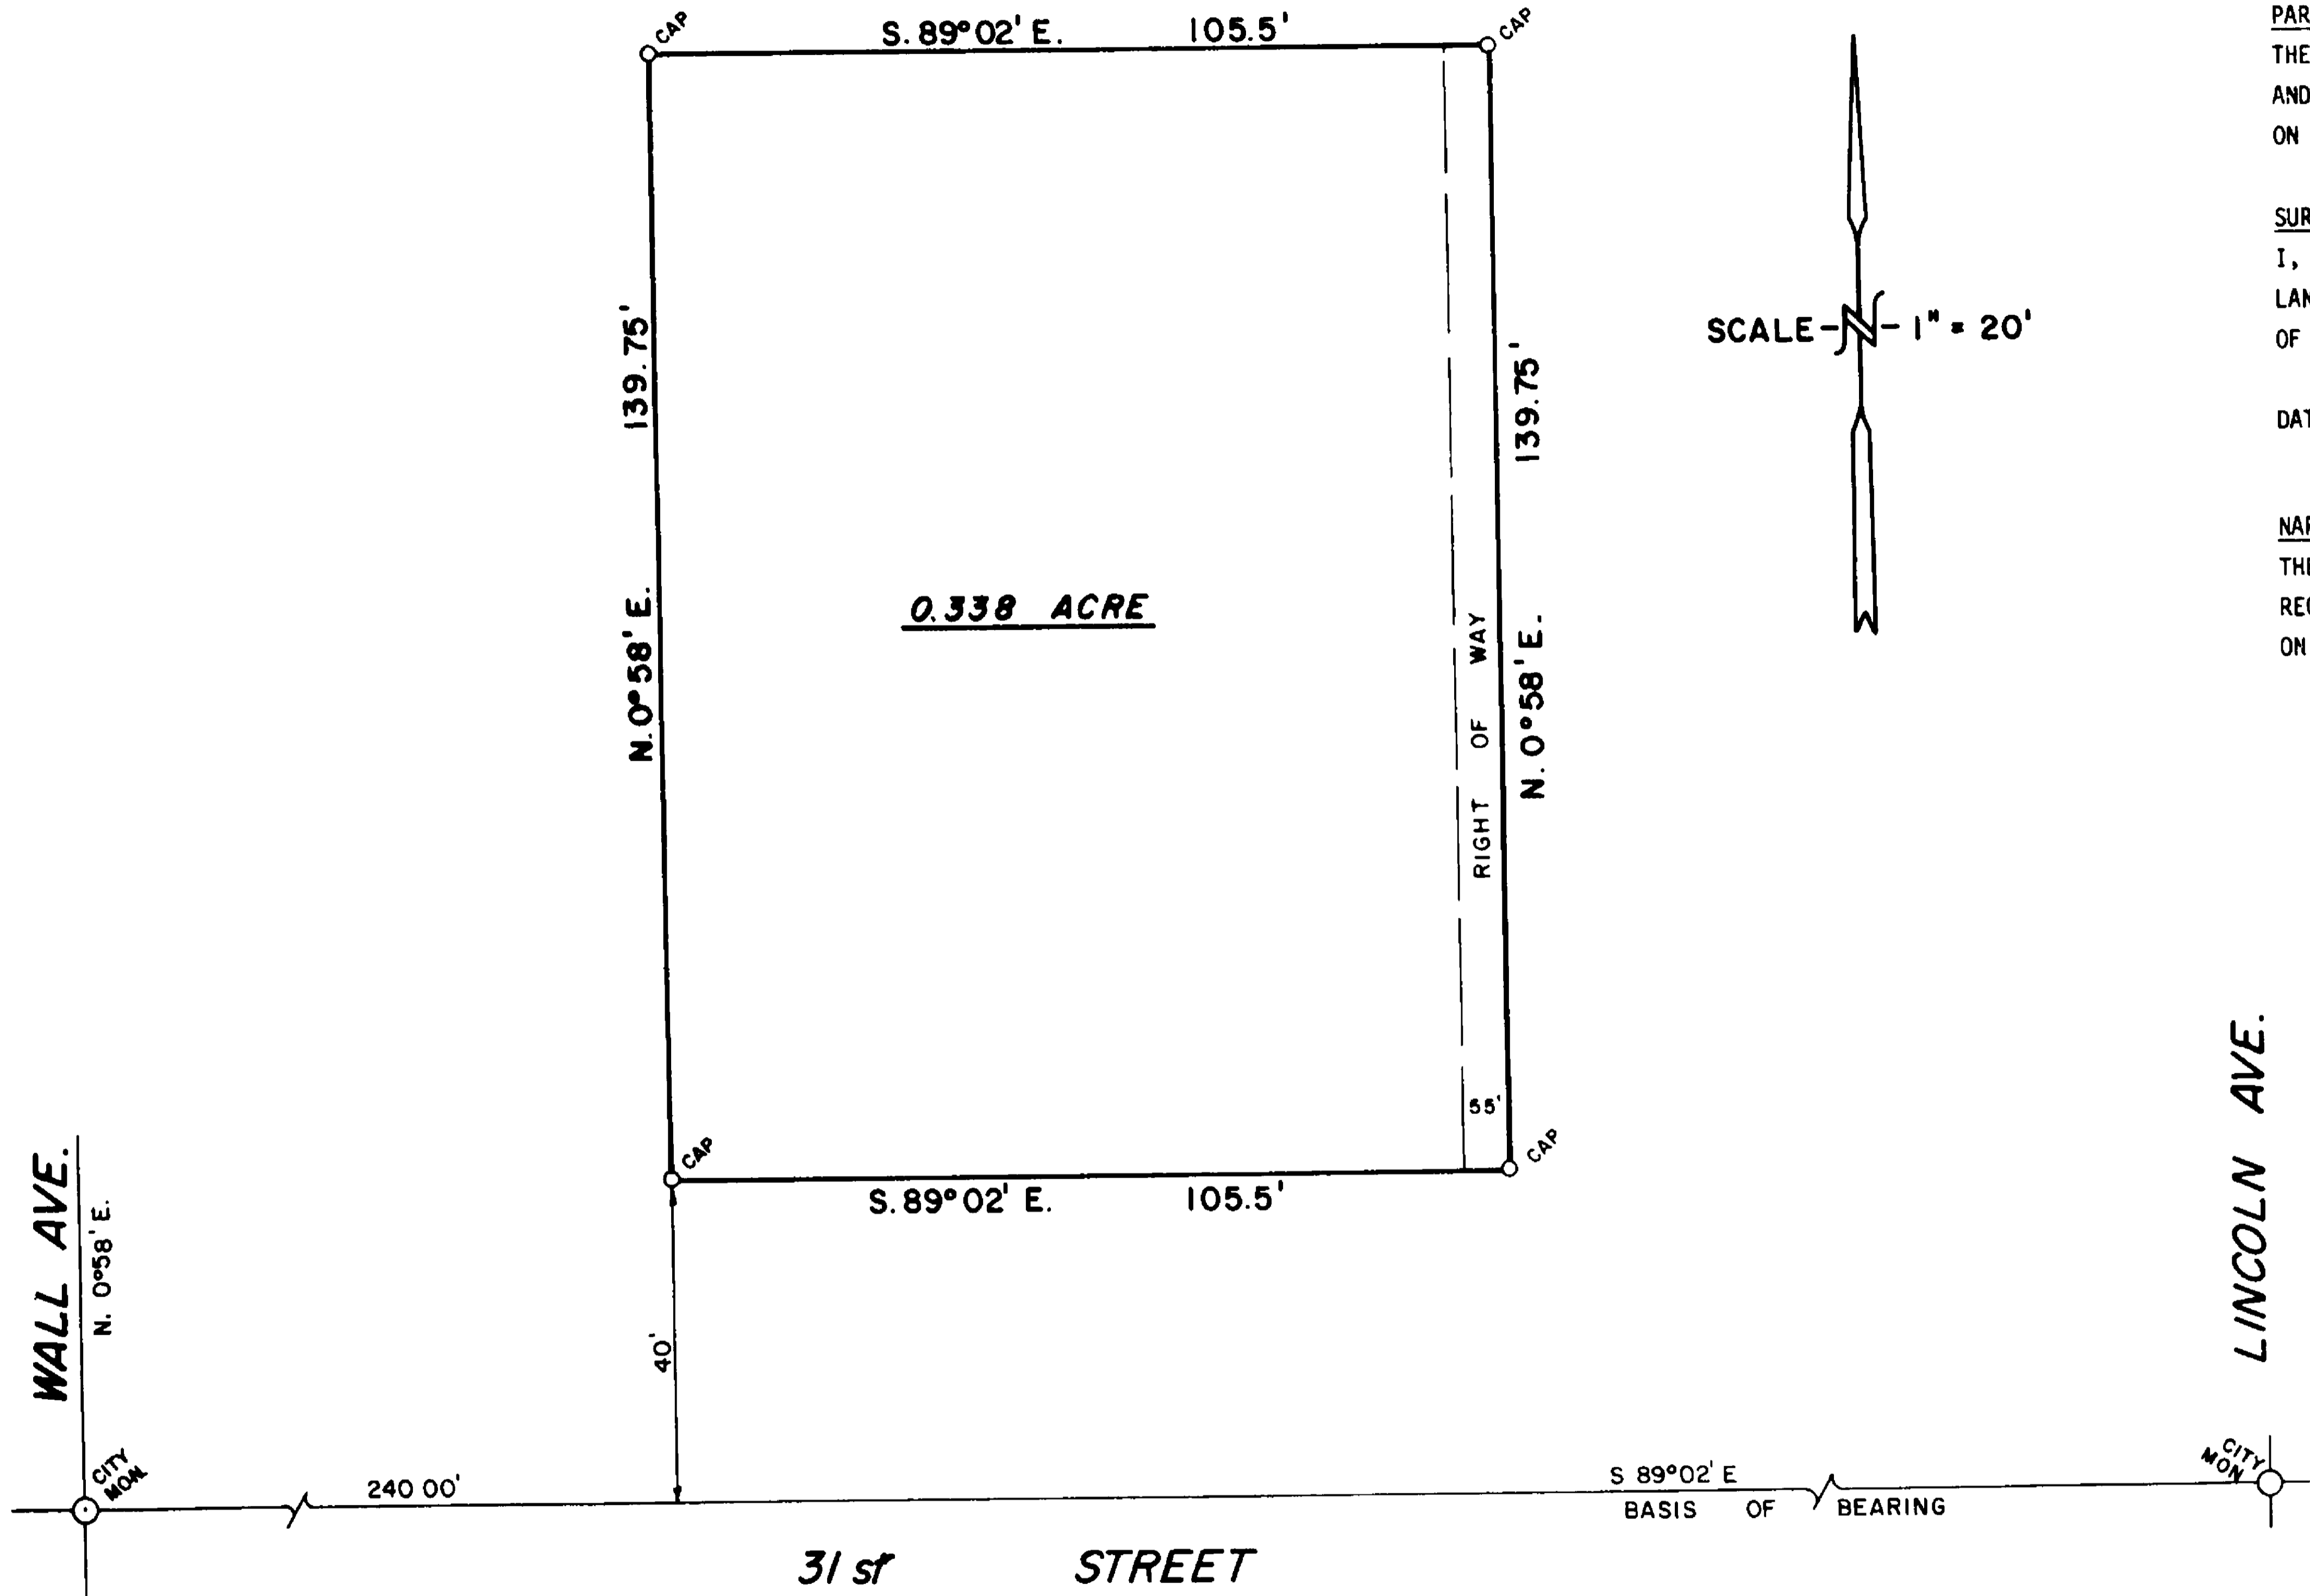 CAP
S. 89° 02' E. 105.5'
CAP
139.75'
N. 0° 58' E.
0.338 ACRE
RIGHT OF WAY
139.75'
N. 0° 58' E.
55'
CAP
CAP
S. 89° 02' E. 105.5'
SCALE - N - 1" = 20'
40'
WALL AVE.
N. 0°58' E.
CITY MON.
240 00'
S 89°02' E
BASIS OF BEARING
LINCOLN AVE.
CITY MON
31 st STREET
PAR
THE
AND
ON
SUR
I,
LAN
OF
DAT
NAR
THE
REC
ON